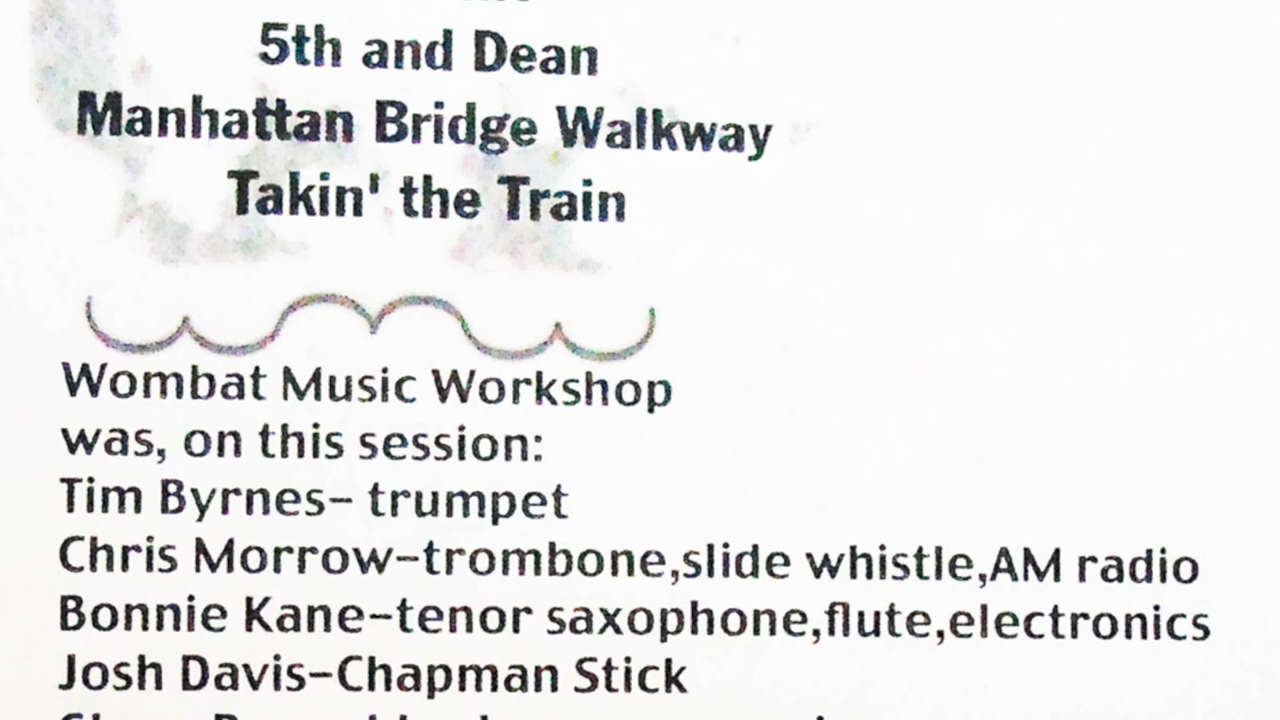 5th and Dean
Manhattan Bridge Walkway
Takin' the Train
Wombat Music Workshop
was, on this session:
Tim Byrnes- trumpet
Chris Morrow-trombone,slide whistle,AM radio
Bonnie Kane-tenor saxophone,flute,electronics
Josh Davis-Chapman Stick